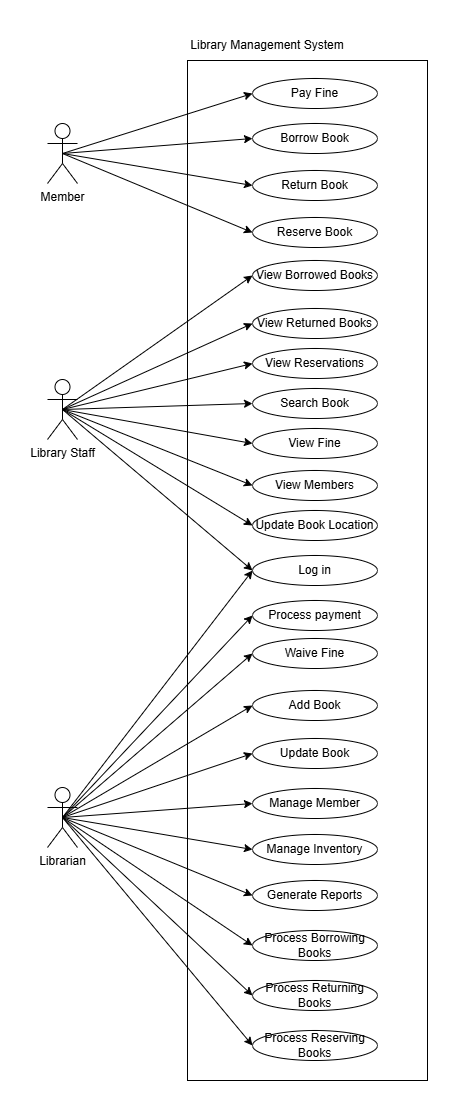 Library Management System
Pay Fine
Borrow Book
Return Book
Reserve Book
Member
View Borrowed Books
View Returned Books
View Reservations
Search Book
View Fine
View Members
Update Book Location
Library Staff
Log in
Process payment
Waive Fine
Add Book
Update Book
Manage Member
Manage Inventory
Generate Reports
Process Borrowing
Books
Process Returning
Books
Process Reserving
Books
Librarian